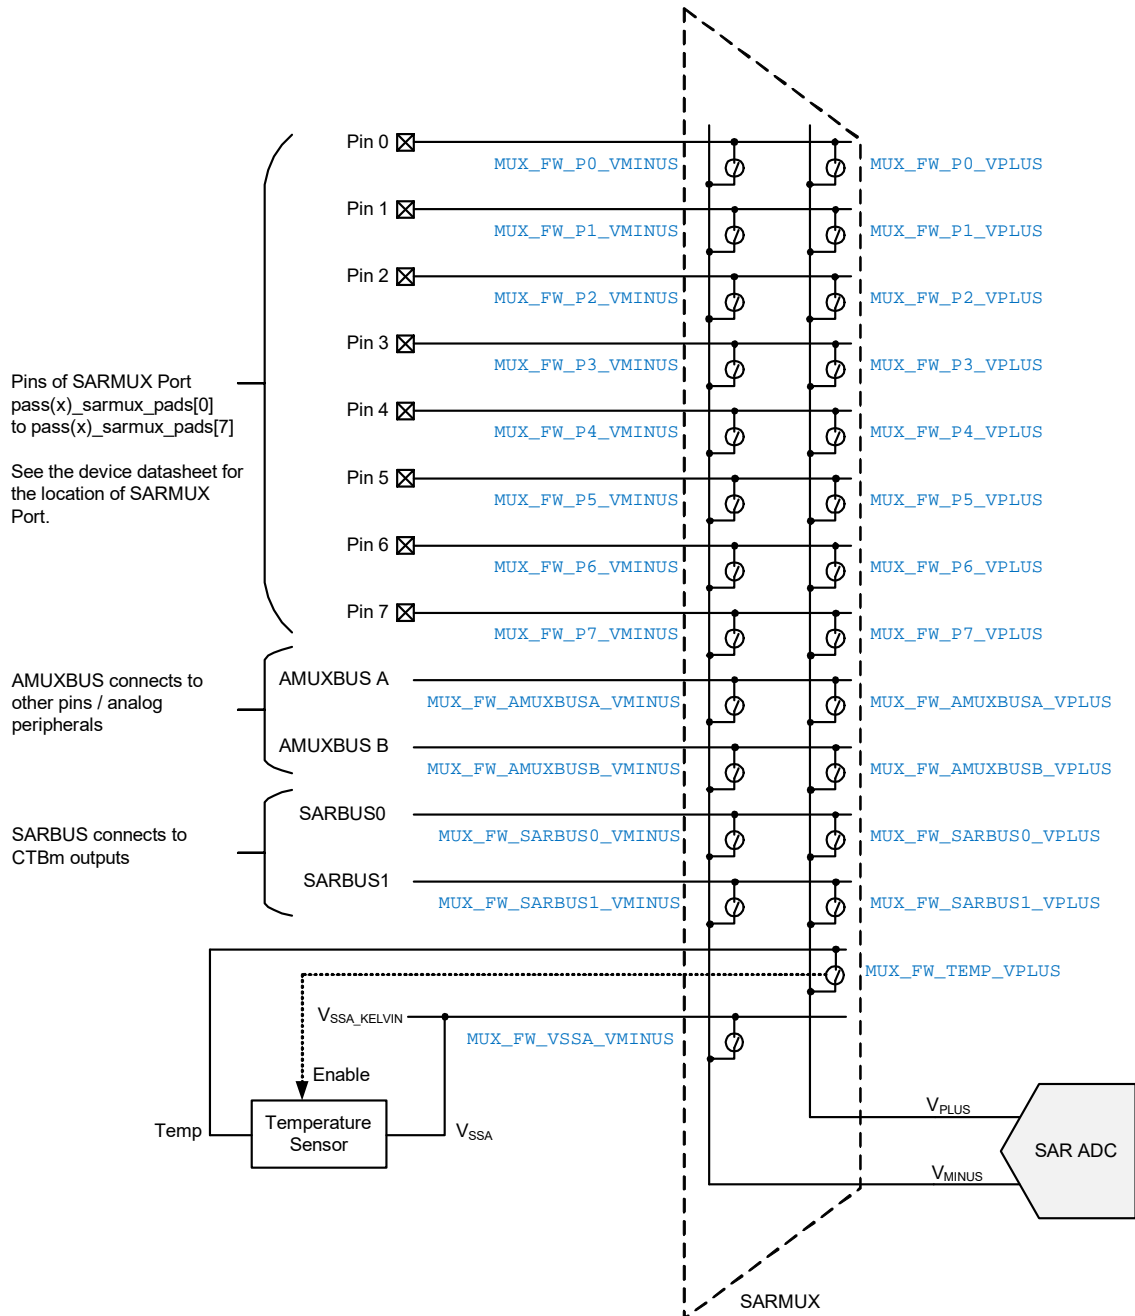 Pin 0
MUX_FW_P0_VMINUS
MUX_FW_P0_VPLUS
Pin 1
MUX_FW_P1_VMINUS
MUX_FW_P1_VPLUS
Pin 2
MUX_FW_P2_VMINUS
MUX_FW_P2_VPLUS
Pin 3
MUX_FW_P3_VMINUS
MUX_FW_P3_VPLUS
Pins of SARMUX Port
pass(x)_sarmux_pads[0]
to pass(x)_sarmux_pads[7]
See the device datasheet for
the location of SARMUX
Port.
Pin 4
MUX_FW_P4_VMINUS
MUX_FW_P4_VPLUS
Pin 5
MUX_FW_P5_VMINUS
MUX_FW_P5_VPLUS
Pin 6
MUX_FW_P6_VMINUS
MUX_FW_P6_VPLUS
Pin 7
MUX_FW_P7_VMINUS
MUX_FW_P7_VPLUS
AMUXBUS connects to
other pins / analog
peripherals
AMUXBUS A
MUX_FW_AMUXBUSA_VMINUS
MUX_FW_AMUXBUSA_VPLUS
AMUXBUS B
MUX_FW_AMUXBUSB_VMINUS
MUX_FW_AMUXBUSB_VPLUS
SARBUS connects to
CTBm outputs
SARBUS0
MUX_FW_SARBUS0_VMINUS
MUX_FW_SARBUS0_VPLUS
SARBUS1
MUX_FW_SARBUS1_VMINUS
MUX_FW_SARBUS1_VPLUS
MUX_FW_TEMP_VPLUS
VSSA_KELVIN
MUX_FW_VSSA_VMINUS
Enable
Temp
Temperature
Sensor
VSSA
VPLUS
VMINUS
SAR ADC
SARMUX